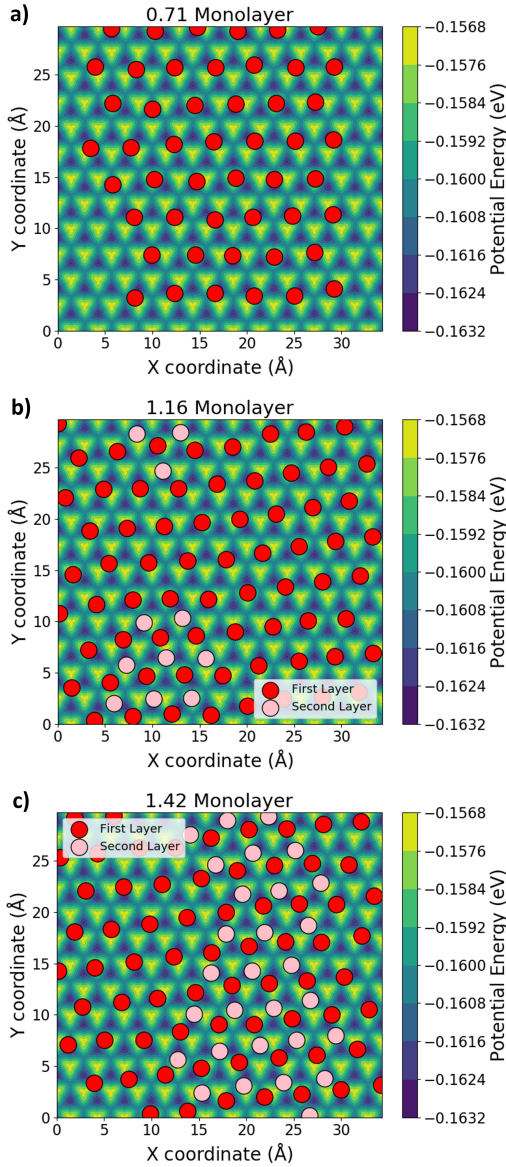 a)
0.71 Monolayer
Y coordinate (Å)
25
20
15
10
5
0
0 5 10 15 20 25 30
X coordinate (Å)
−0.1568
−0.1576
−0.1584
−0.1592
−0.1600
−0.1608
−0.1616
−0.1624
−0.1632
Potential Energy (eV)
b)
1.16 Monolayer
Y coordinate (Å)
25
20
15
10
5
0
First Layer
Second Layer
0 5 10 15 20 25 30
X coordinate (Å)
−0.1568
−0.1576
−0.1584
−0.1592
−0.1600
−0.1608
−0.1616
−0.1624
−0.1632
Potential Energy (eV)
c)
1.42 Monolayer
First Layer
Second Layer
Y coordinate (Å)
25
20
15
10
5
0
0 5 10 15 20 25 30
X coordinate (Å)
−0.1568
−0.1576
−0.1584
−0.1592
−0.1600
−0.1608
−0.1616
−0.1624
−0.1632
Potential Energy (eV)